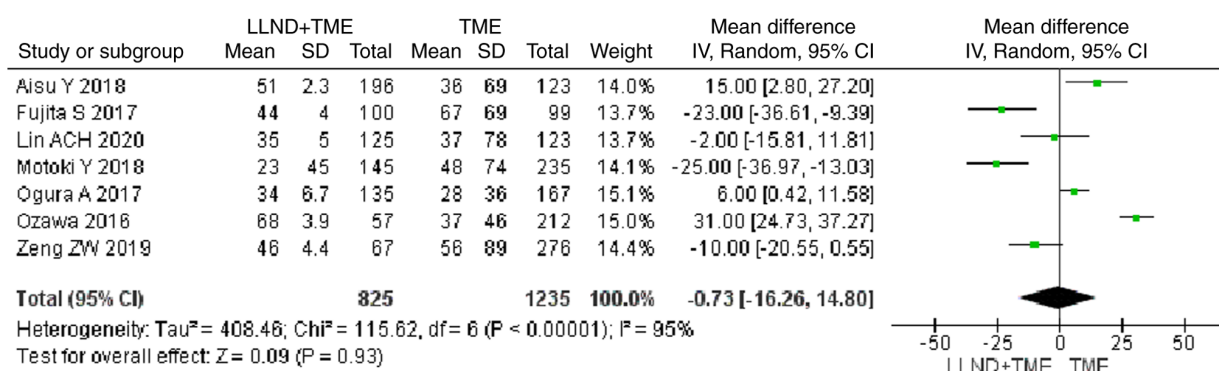 LLND+TME TME Mean difference Mean difference
Study or subgroup Mean SD Total Mean SD Total Weight IV, Random, 95% CI IV, Random, 95% CI
Aisu Y 2018 51 2.3 196 36 69 123 14.0% 15.00 [2.80, 27.20]
Fujita S 2017 44 4 100 67 69 99 13.7% -23.00 [-36.61, -9.39]
Lin ACH 2020 35 5 125 37 78 123 13.7% -2.00 [-15.81, 11.81]
Motoki Y 2018 23 45 145 48 74 235 14.1% -25.00 [-36.97, -13.03]
Ogura A 2017 34 6.7 135 28 36 167 15.1% 6.00 [0.42, 11.58]
Ozawa 2016 68 3.9 57 37 46 212 15.0% 31.00 [24.73, 37.27]
Zeng ZW 2019 46 4.4 67 56 89 276 14.4% -10.00 [-20.55, 0.55]
Total (95% CI) 825 1235 100.0% -0.73 [-16.26, 14.80]
Heterogeneity: Tau² = 408.46; Chi² = 115.62, df = 6 (P < 0.00001); I² = 95%
Test for overall effect: Z = 0.09 (P = 0.93)
-50 -25 0 25 50
LLND+TME TME